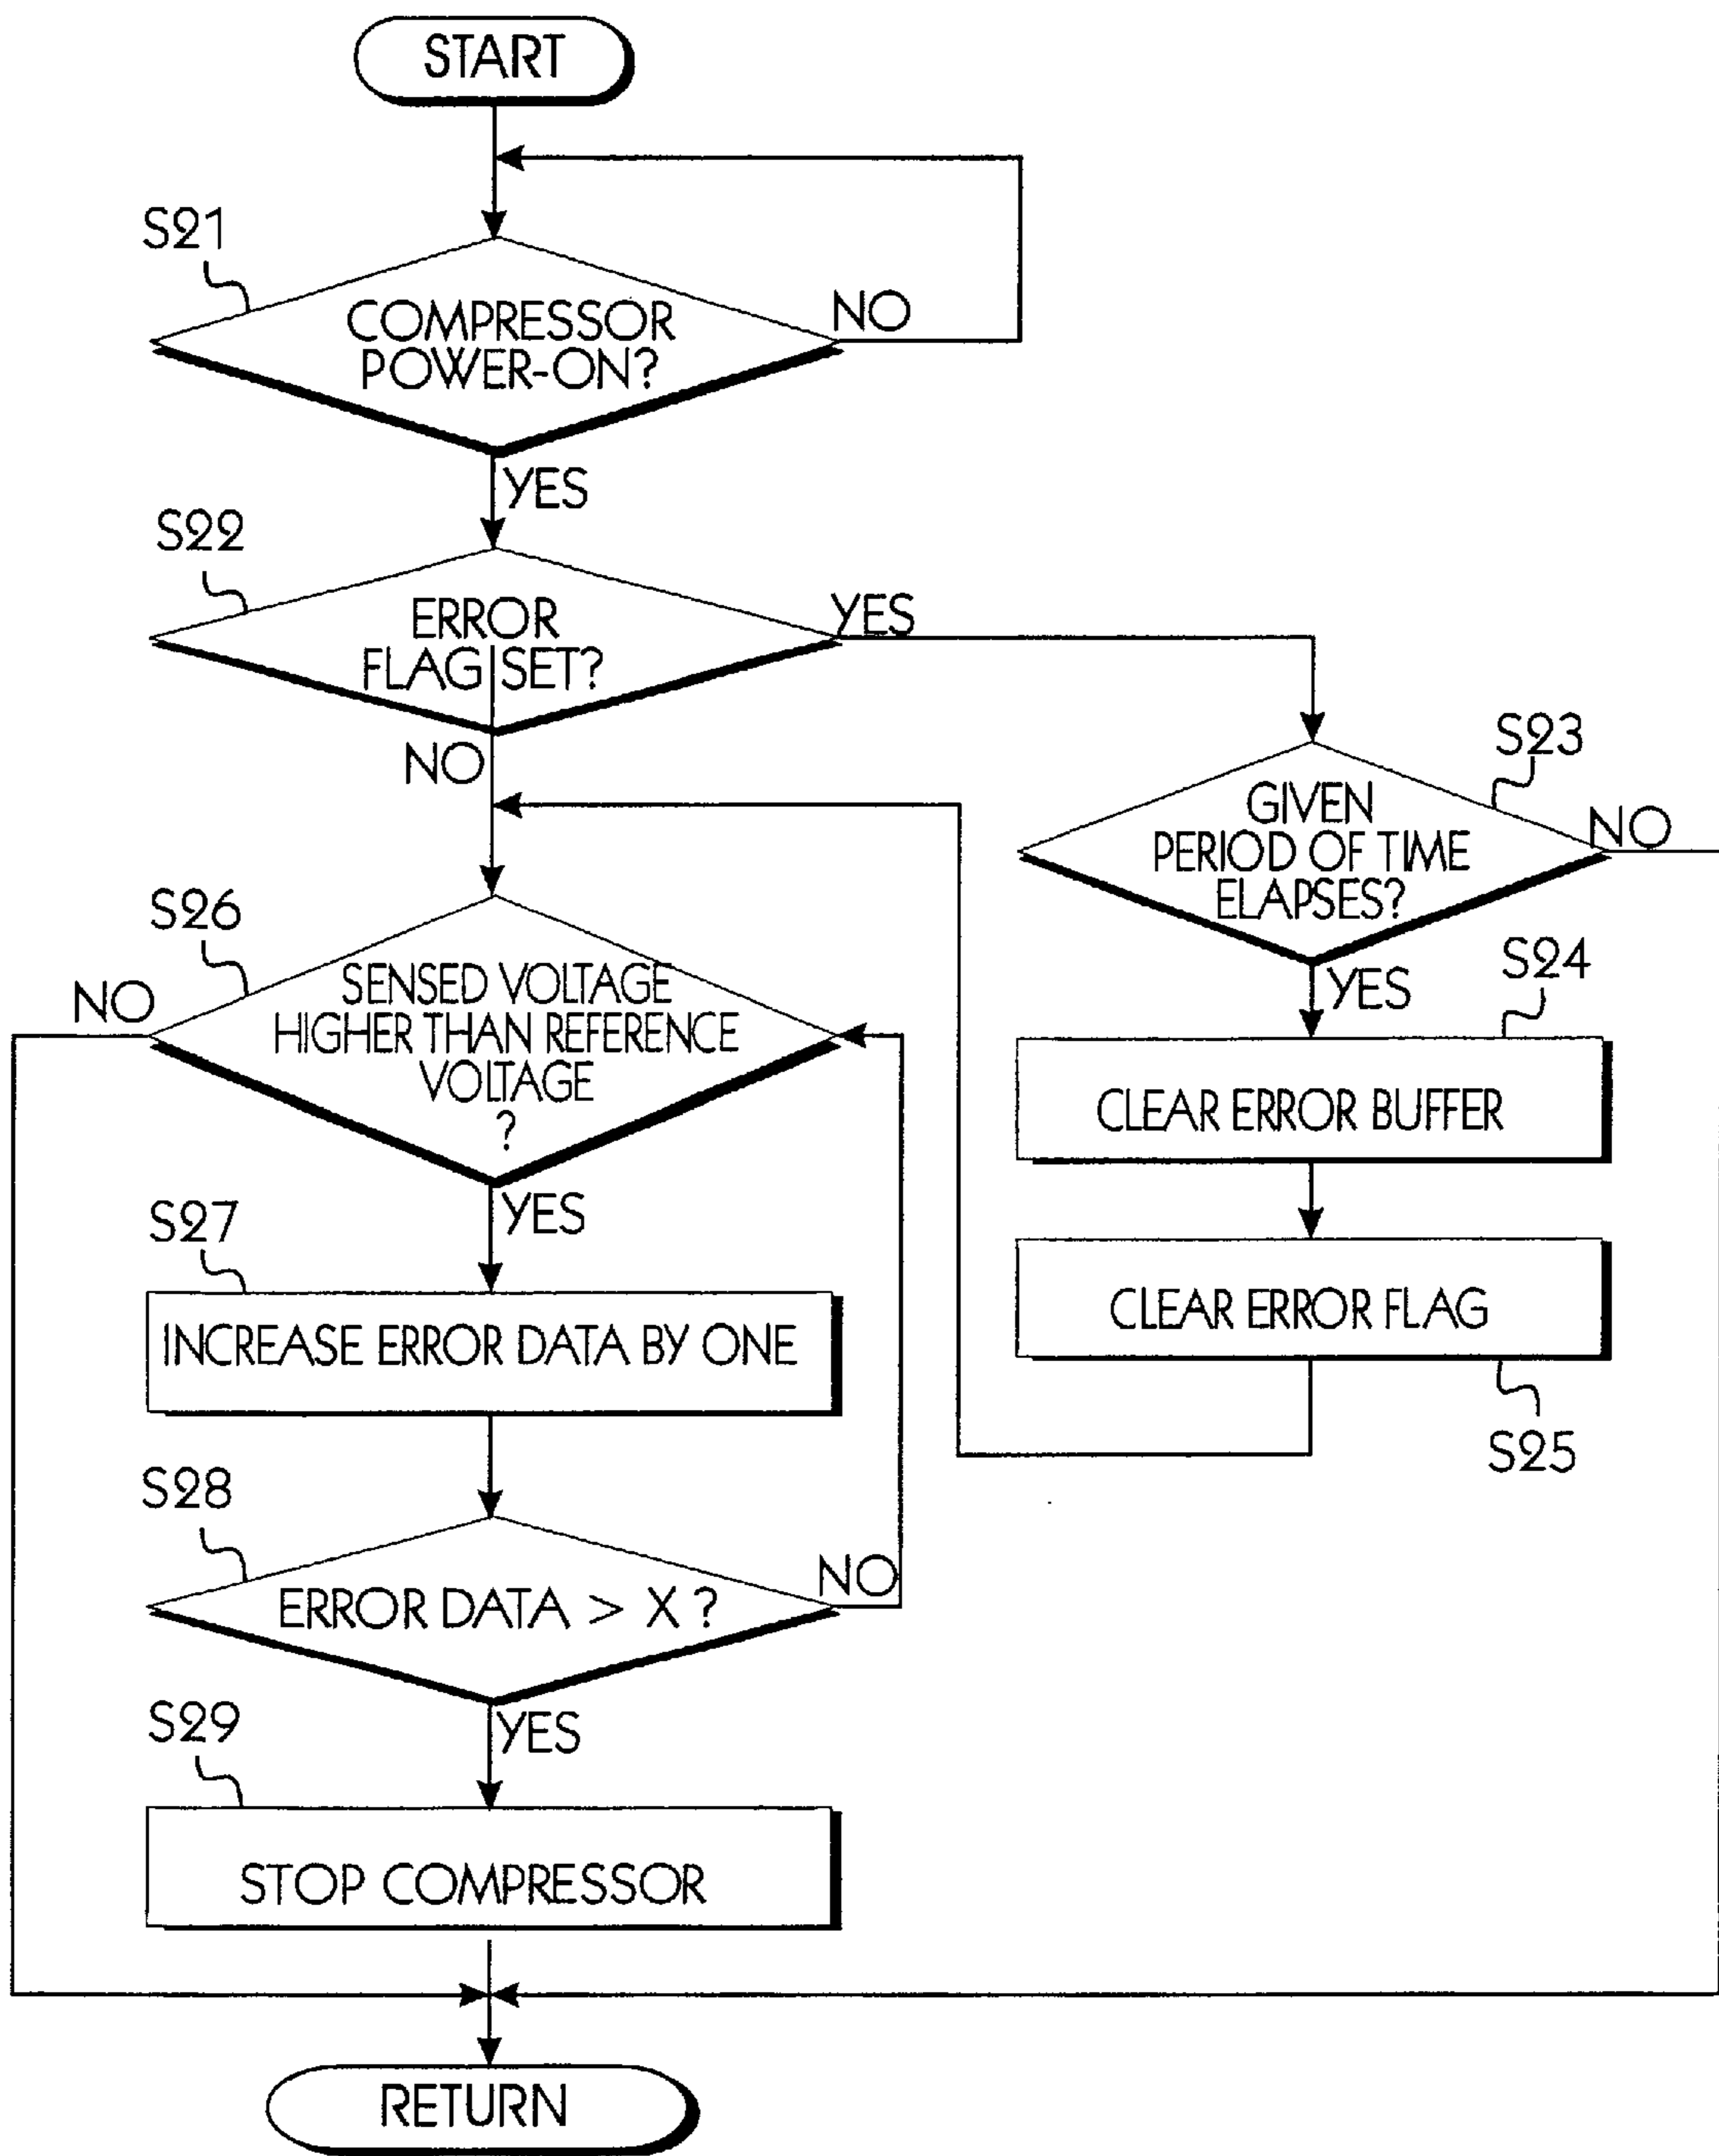 START
S21
COMPRESSOR
POWER-ON?
NO
YES
S22
ERROR
FLAG SET?
YES
NO
S23
GIVEN
PERIOD OF TIME
ELAPSES?
NO
YES
S24
CLEAR ERROR BUFFER
CLEAR ERROR FLAG
S25
S26
NO
SENSED VOLTAGE
HIGHER THAN REFERENCE
VOLTAGE
?
YES
S27
INCREASE ERROR DATA BY ONE
S28
ERROR DATA > X ?
NO
YES
S29
STOP COMPRESSOR
RETURN